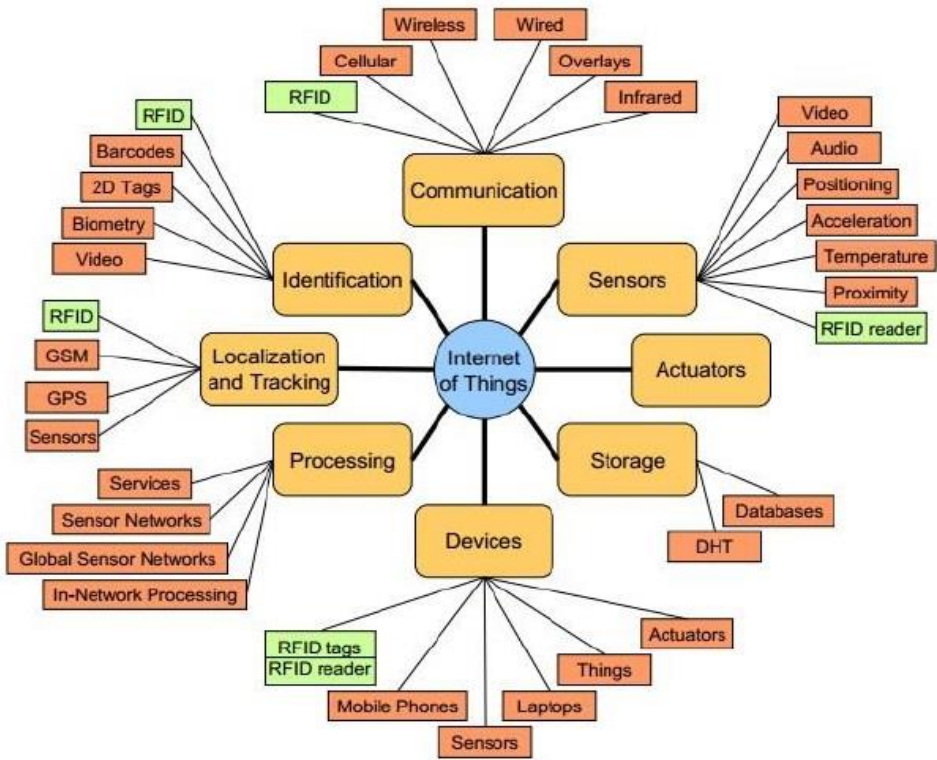 Wireless
Wired
Cellular
Overlays
RFID
Infrared
Communication
RFID
Barcodes
2D Tags
Biometry
Video
Identification
Video
Audio
Positioning
Acceleration
Temperature
Proximity
RFID reader
Sensors
RFID
GSM
GPS
Sensors
Localization
and Tracking
Internet
of Things
Actuators
Processing
Services
Sensor Networks
Global Sensor Networks
In-Network Processing
Storage
Databases
DHT
Devices
RFID tags
RFID reader
Mobile Phones
Sensors
Laptops
Things
Actuators